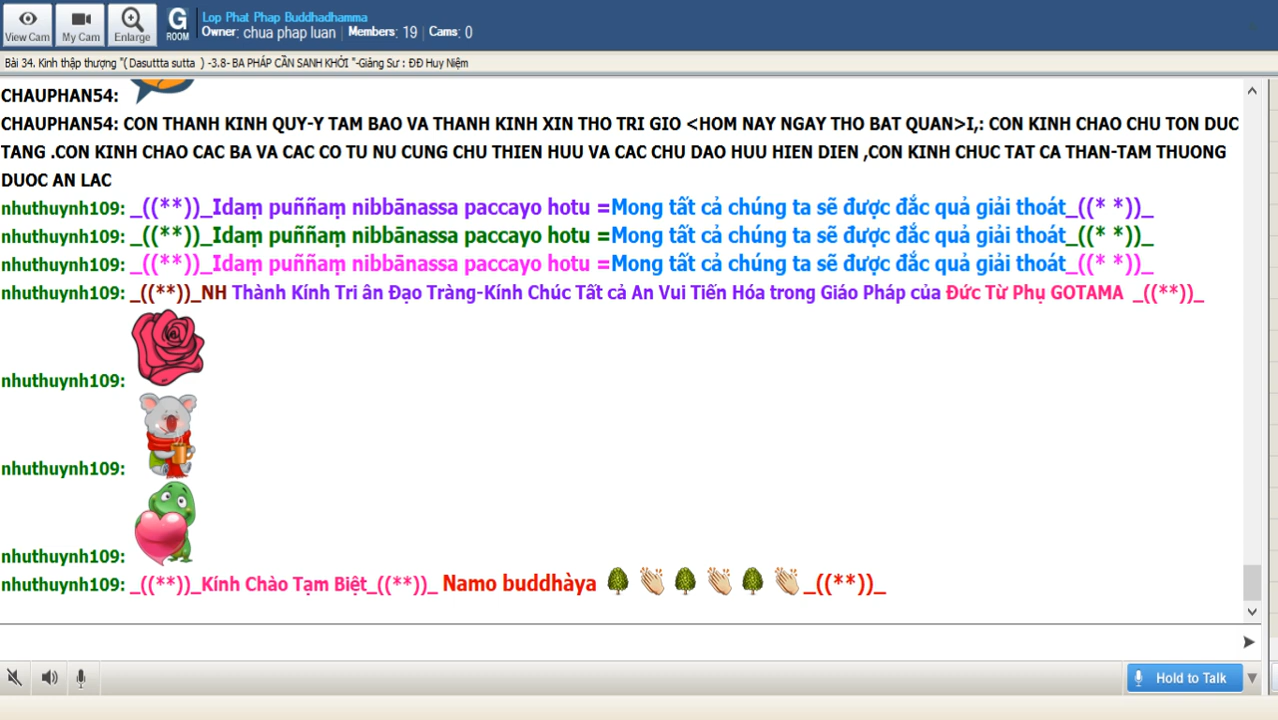 View Cam
My Cam
Enlarge
G
ROOM
Lop Phat Phap Buddhadhamma
Owner: chua phap luan | Members: 19 | Cams: 0
Bài 34. Kinh thập thượng "( Dasuttta sutta ) -3.8- BA PHÁP CẦN SANH KHỞI "-Giảng Sư : ĐĐ Huy Niệm
CHAUPHAN54:
CHAUPHAN54: CON THANH KINH QUY-Y TAM BAO VA THANH KINH XIN THO TRI GIO <HOM NAY NGAY THO BAT QUAN>I,: CON KINH CHAO CHU TON DUC
TANG .CON KINH CHAO CAC BA VA CAC CO TU NU CUNG CHU THIEN HUU VA CAC CHU DAO HUU HIEN DIEN ,CON KINH CHUC TAT CA THAN-TAM THUONG
DUOC AN LAC
nhuthuynh109: _((**))_Idaṃ puññaṃ nibbānassa paccayo hotu =Mong tất cả chúng ta sẽ được đắc quả giải thoát_((* *))_
nhuthuynh109: _((**))_Idaṃ puññaṃ nibbānassa paccayo hotu =Mong tất cả chúng ta sẽ được đắc quả giải thoát_((* *))_
nhuthuynh109: _((**))_Idaṃ puññaṃ nibbānassa paccayo hotu =Mong tất cả chúng ta sẽ được đắc quả giải thoát_((* *))_
nhuthuynh109: _((**))_NH Thành Kính Tri ân Đạo Tràng-Kính Chúc Tất cả An Vui Tiến Hóa trong Giáo Pháp của Đức Từ Phụ GOTAMA _((**))_
nhuthuynh109:
nhuthuynh109:
nhuthuynh109:
nhuthuynh109: _((**))_Kính Chào Tạm Biệt_((**))_ Namo buddhàya _((**))_
Hold to Talk